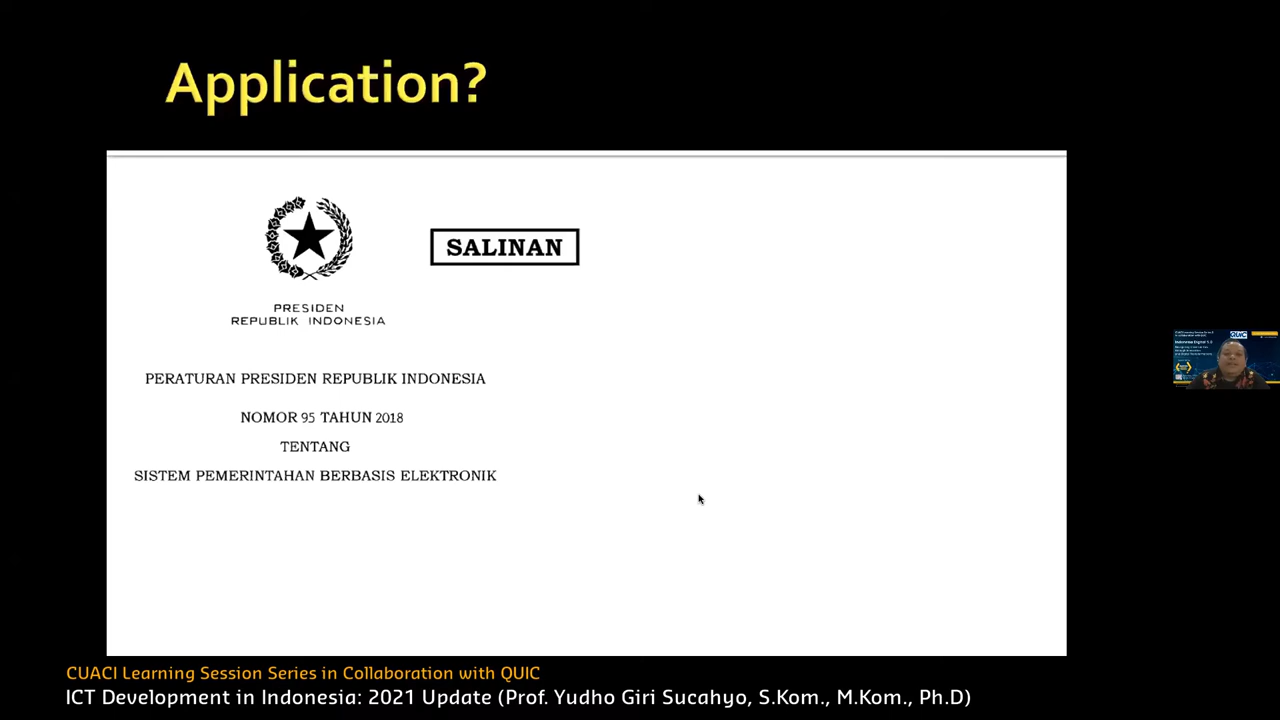 Application?
SALINAN
PRESIDEN
REPUBLIK INDONESIA
PERATURAN PRESIDEN REPUBLIK INDONESIA
NOMOR 95 TAHUN 2018
TENTANG
SISTEM PEMERINTAHAN BERBASIS ELEKTRONIK
QUIC
CUACI Learning Session Series in Collaboration with QUIC
ICT Development in Indonesia: 2021 Update (Prof. Yudho Giri Sucahyo, S.Kom., M.Kom., Ph.D)